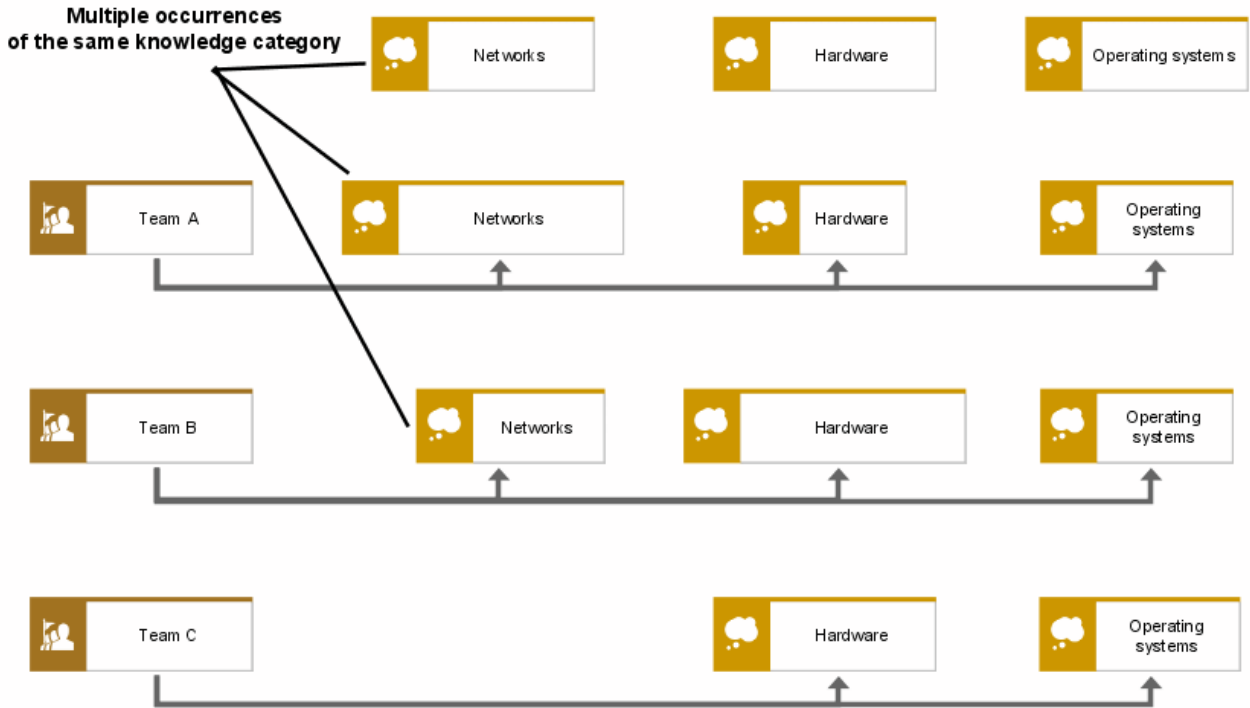 Multiple occurrences
of the same knowledge category
Networks
Hardware
Operating systems
Team A
Networks
Hardware
Operating
systems
Team B
Networks
Hardware
Operating
systems
Team C
Hardware
Operating
systems